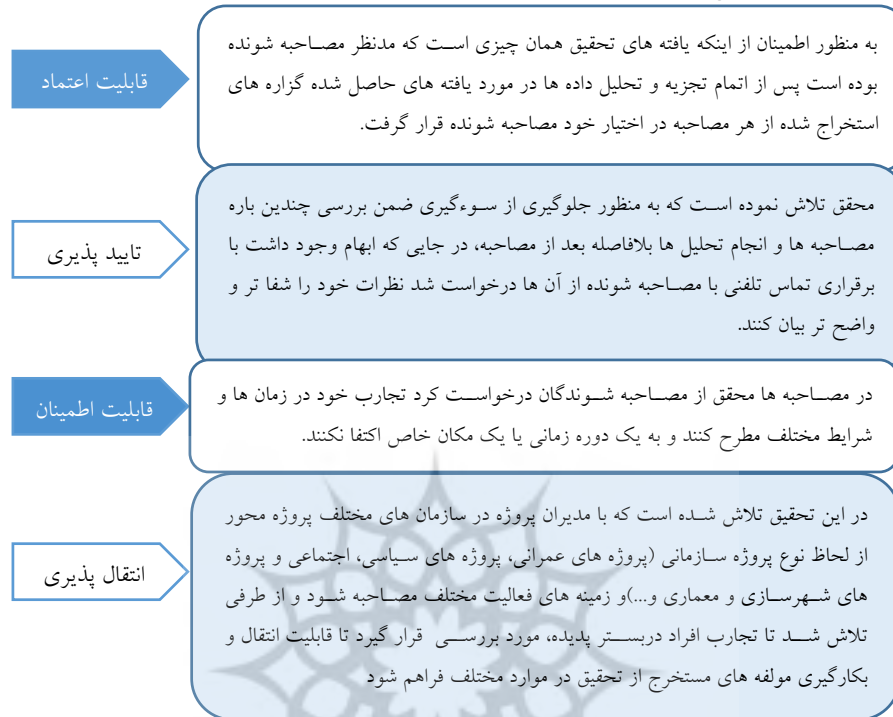 به منظور اطمینان از اینکه یافته های تحقیق همان چیزی است که مدنظر مصاحبه شونده
بوده است پس از اتمام تجزیه و تحلیل داده ها در مورد یافته های حاصل شده گزاره های
استخراج شده از هر مصاحبه در اختیار خود مصاحبه شونده قرار گرفت.
قابلیت اعتماد
محقق تلاش نموده است که به منظور جلوگیری از سوءگیری ضمن بررسی چندین باره
مصاحبه ها و انجام تحلیل ها بلافاصله بعد از مصاحبه، در جایی که ابهام وجود داشت با
برقراری تماس تلفنی با مصاحبه شونده از آن ها درخواست شد نظرات خود را شفا تر و
واضح تر بیان کنند.
تایید پذیری
در مصاحبه ها محقق از مصاحبه شوندگان درخواست کرد تجارب خود در زمان ها و
شرایط مختلف مطرح کنند و به یک دوره زمانی یا یک مکان خاص اکتفا نکنند.
قابلیت اطمینان
در این تحقیق تلاش شده است که با مدیران پروژه در سازمان های مختلف پروژه محور
از لحاظ نوع پروژه سازمانی (پروژه های عمرانی، پروژه های سیاسی، اجتماعی و پروژه
های شهرسازی و معماری و...)و زمینه های فعالیت مختلف مصاحبه شود و از طرفی
تلاش شد تا تجارب افراد دربستر پدیده، مورد بررسی قرار گیرد تا قابلیت انتقال و
بکارگیری مولفه های مستخرج از تحقیق در موارد مختلف فراهم شود
انتقال پذیری